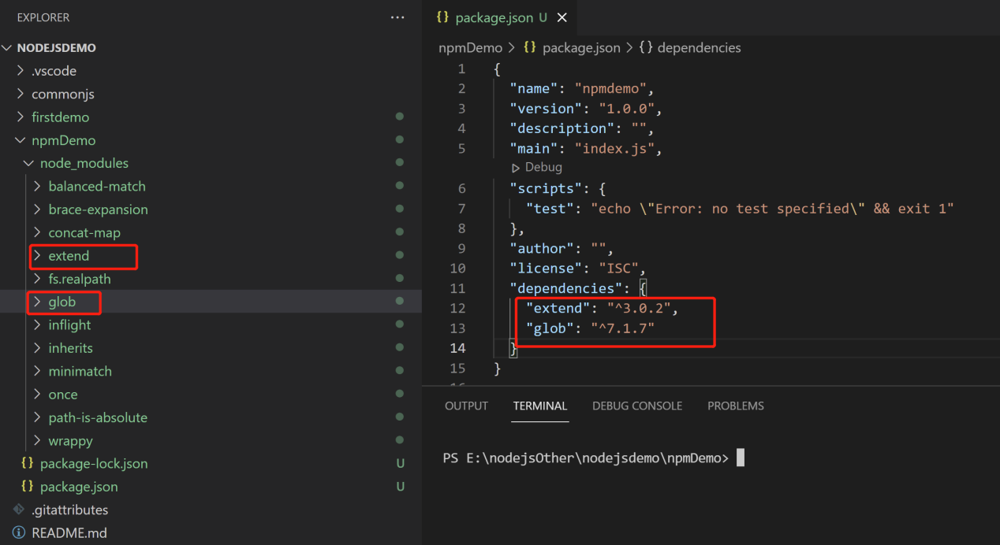 EXPLORER
NODEJSDEMO
.vscode
commonjs
firstdemo
npmDemo
node_modules
balanced-match
brace-expansion
concat-map
extend
fs.realpath
glob
inflight
inherits
minimatch
once
path-is-absolute
wrappy
{} package-lock.json U
{} package.json U
.gitattributes
README.md
{} package.json U
npmDemo > {} package.json > {} dependencies
1 {
2 "name": "npmdemo",
3 "version": "1.0.0",
4 "description": "",
5 "main": "index.js",
Debug
6 "scripts": {
7 "test": "echo \"Error: no test specified\" && exit 1"
8 },
9 "author": "",
10 "license": "ISC",
11 "dependencies": {
12 "extend": "^3.0.2",
13 "glob": "^7.1.7"
14 }
15 }
OUTPUT TERMINAL DEBUG CONSOLE PROBLEMS
PS E:\nodejsOther\nodejsdemo\npmDemo>